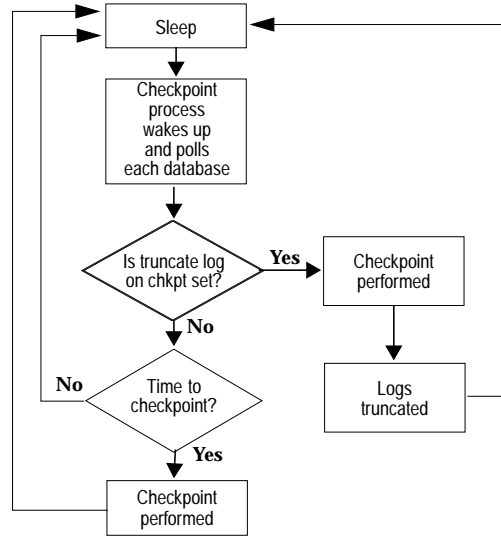 Sleep
Checkpoint
process
wakes up
and polls
each database
Is truncate log
on chkpt set?
Yes
Checkpoint
performed
No
Logs
truncated
No
Time to
checkpoint?
Yes
Checkpoint
performed